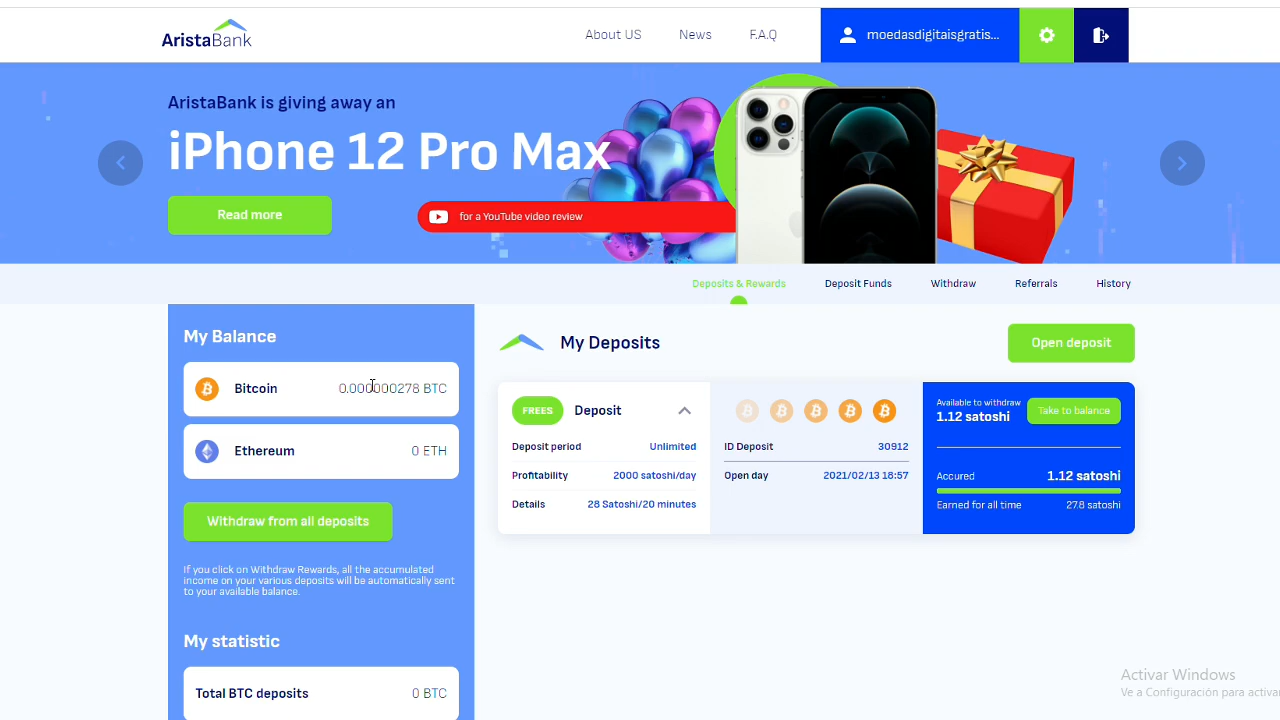 AristaBank
About US
News
F.A.Q
moedasdigitaisgratis...
AristaBank is giving away an
iPhone 12 Pro Max
Read more
for a YouTube video review
Deposits & Rewards
Deposit Funds
Withdraw
Referrals
History
My Balance
Bitcoin
0.000000278 BTC
Ethereum
0 ETH
Withdraw from all deposits
If you click on Withdraw Rewards, all the accumulated
income on your various deposits will be automatically sent
to your available balance.
My statistic
Total BTC deposits
0 BTC
My Deposits
Open deposit
FREES
Deposit
Deposit period
Unlimited
Profitability
2000 satoshi/day
Details
28 Satoshi/20 minutes
ID Deposit
30912
Open day
2021/02/13 18:57
Available to withdraw
1.12 satoshi
Take to balance
Accured
1.12 satoshi
Earned for all time
27.8 satoshi
Activar Windows
Ve a Configuración para activar